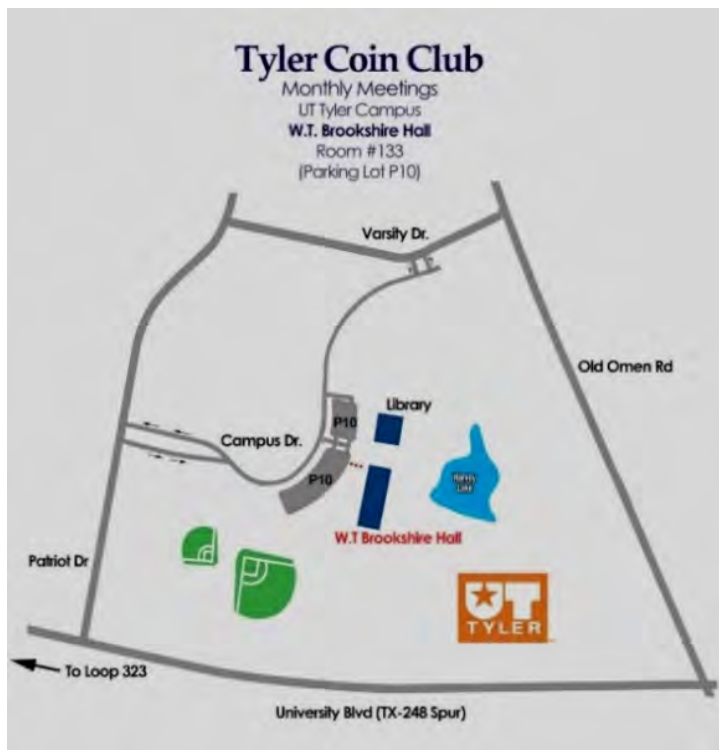 Tyler Coin Club
Monthly Meetings
UT Tyler Campus
W.T. Brookshire Hall
Room #133
(Parking Lot P10)
Varsity Dr.
Old Omen Rd
Library
P10
Campus Dr.
Harvey
Lake
P10
W.T Brookshire Hall
Patriot Dr
UT
TYLER
To Loop 323
University Blvd (TX-248 Spur)